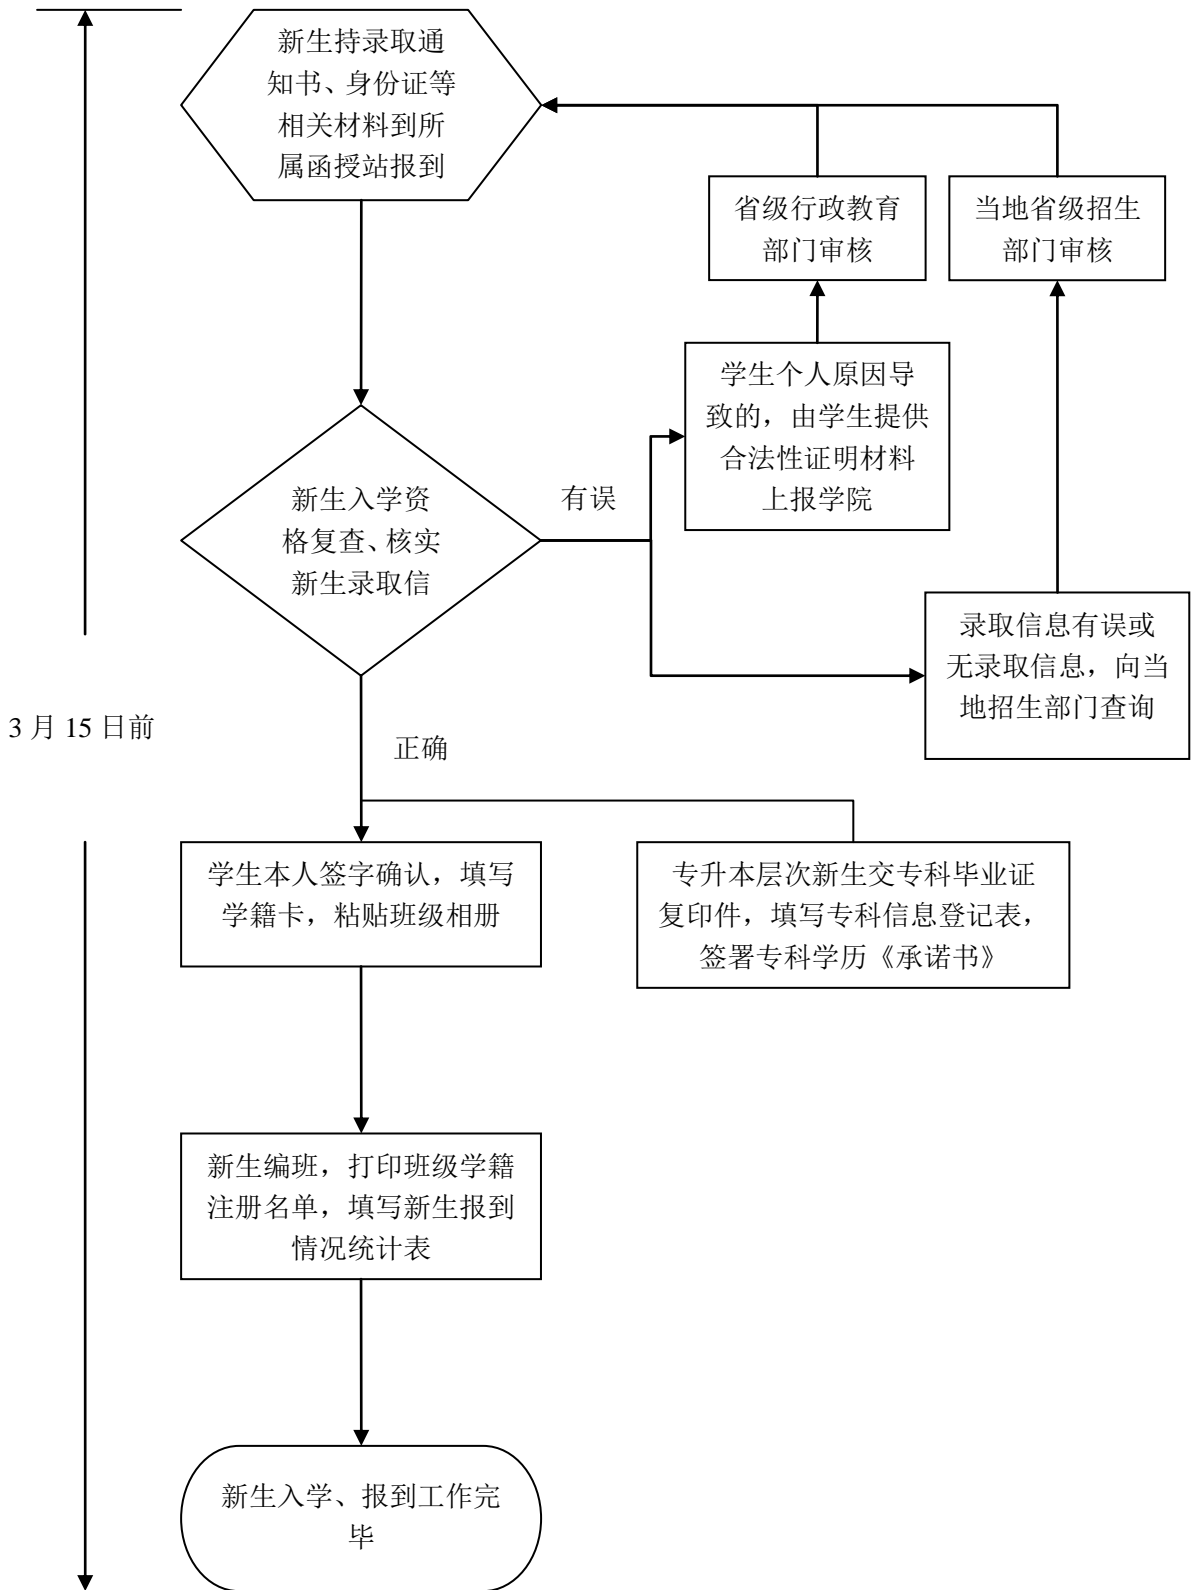 新生持录取通
知书、身份证等
相关材料到所
属函授站报到
省级行政教育
部门审核
当地省级招生
部门审核
学生个人原因导
致的，由学生提供
合法性证明材料
上报学院
新生入学资
格复查、核实
新生录取信
有误
录取信息有误或
无录取信息，向当
地招生部门查询
3 月 15 日前
正确
学生本人签字确认，填写
学籍卡，粘贴班级相册
专升本层次新生交专科毕业证
复印件，填写专科信息登记表，
签署专科学历《承诺书》
新生编班，打印班级学籍
注册名单，填写新生报到
情况统计表
新生入学、报到工作完
毕